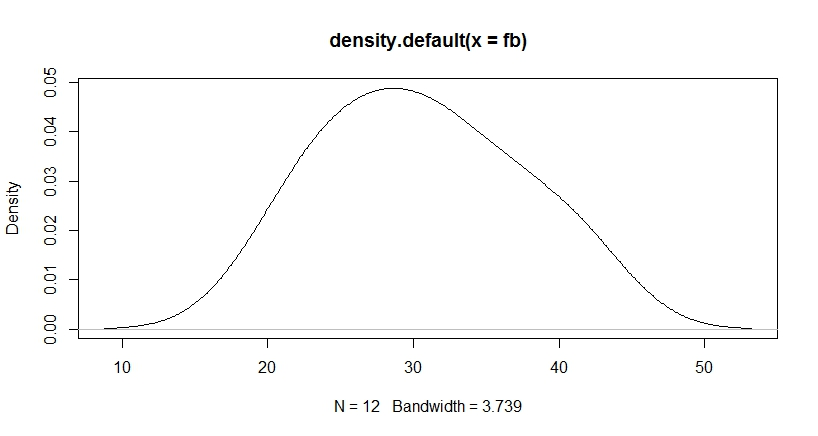 density.default(x = fb)
Density
0.05
0.04
0.03
0.02
0.01
0.00
10 20 30 40 50
N = 12 Bandwidth = 3.739